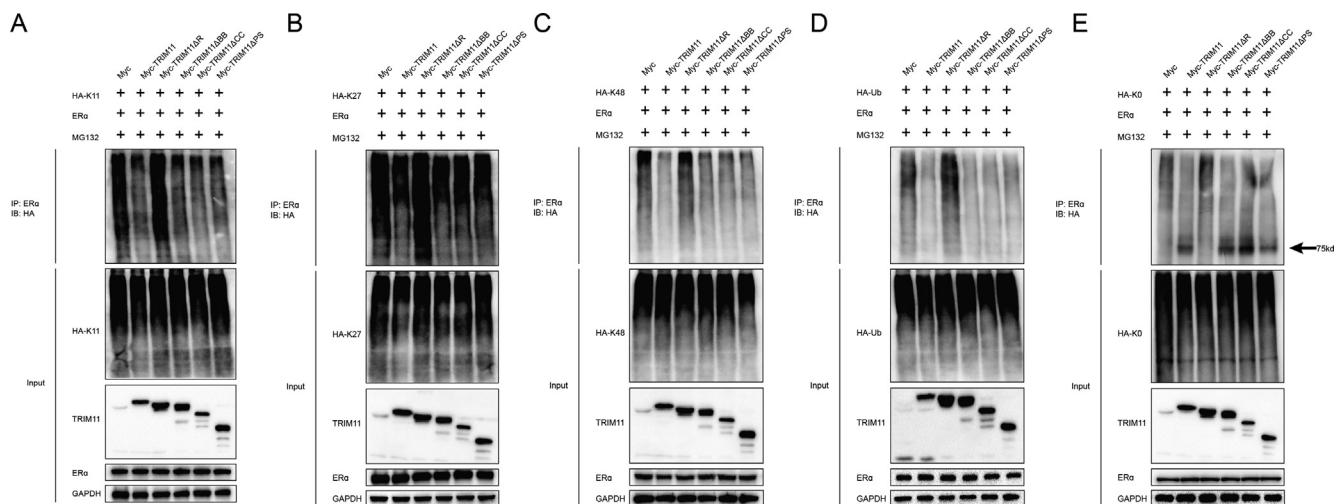 A
Myc
Myc-TRIM11
Myc-TRIM11ΔR
Myc-TRIM11ΔBB
Myc-TRIM11ΔCC
Myc-TRIM11ΔPS
HA-K11 + + + + + +
ERα + + + + + +
MG132 + + + + + +
IP: ERα
IB: HA
HA-K11
Input
TRIM11
ERα
GAPDH
B
Myc
Myc-TRIM11
Myc-TRIM11ΔR
Myc-TRIM11ΔBB
Myc-TRIM11ΔCC
Myc-TRIM11ΔPS
HA-K27 + + + + + +
ERα + + + + + +
MG132 + + + + + +
IP: ERα
IB: HA
HA-K27
Input
TRIM11
ERα
GAPDH
C
Myc
Myc-TRIM11
Myc-TRIM11ΔR
Myc-TRIM11ΔBB
Myc-TRIM11ΔCC
Myc-TRIM11ΔPS
HA-K48 + + + + + +
ERα + + + + + +
MG132 + + + + + +
IP: ERα
IB: HA
HA-K48
Input
TRIM11
ERα
GAPDH
D
Myc
Myc-TRIM11
Myc-TRIM11ΔR
Myc-TRIM11ΔBB
Myc-TRIM11ΔCC
Myc-TRIM11ΔPS
HA-Ub + + + + + +
ERα + + + + + +
MG132 + + + + + +
IP: ERα
IB: HA
HA-Ub
Input
TRIM11
ERα
GAPDH
E
Myc
Myc-TRIM11
Myc-TRIM11ΔR
Myc-TRIM11ΔBB
Myc-TRIM11ΔCC
Myc-TRIM11ΔPS
HA-K0 + + + + + +
ERα + + + + + +
MG132 + + + + + +
IP: ERα
IB: HA
75kd
HA-K0
Input
TRIM11
ERα
GAPDH